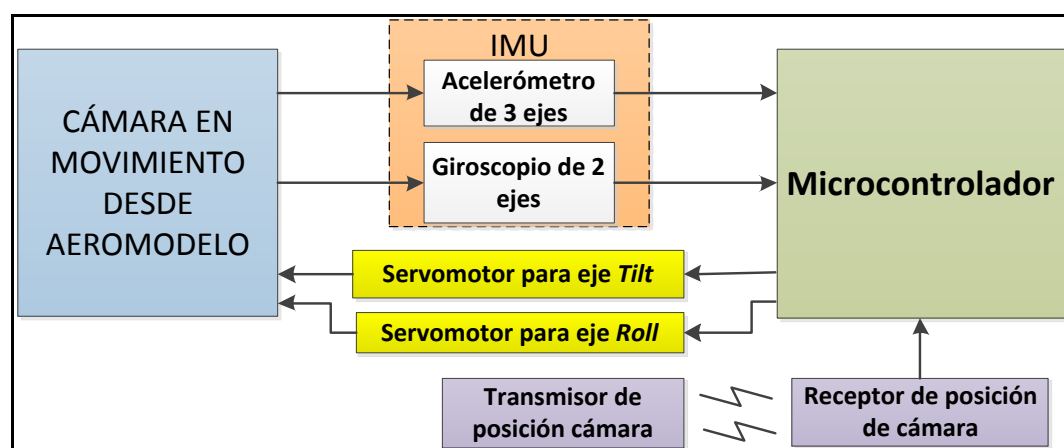 IMU
CÁMARA EN
MOVIMIENTO
DESDE
AEROMODELO
Acelerómetro
de 3 ejes
Giroscopio de 2
ejes
Microcontrolador
Servomotor para eje Tilt
Servomotor para eje Roll
Transmisor de
posición cámara
Receptor de posición
de cámara